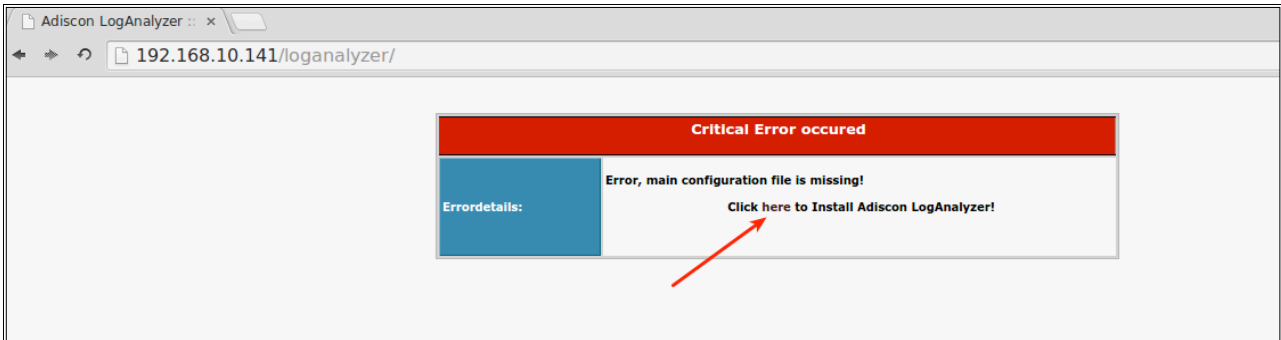 Adiscon LogAnalyzer ::
192.168.10.141/loganalyzer/
Critical Error occured
Error, main configuration file is missing!
Errordetails:
Click here to Install Adiscon LogAnalyzer!